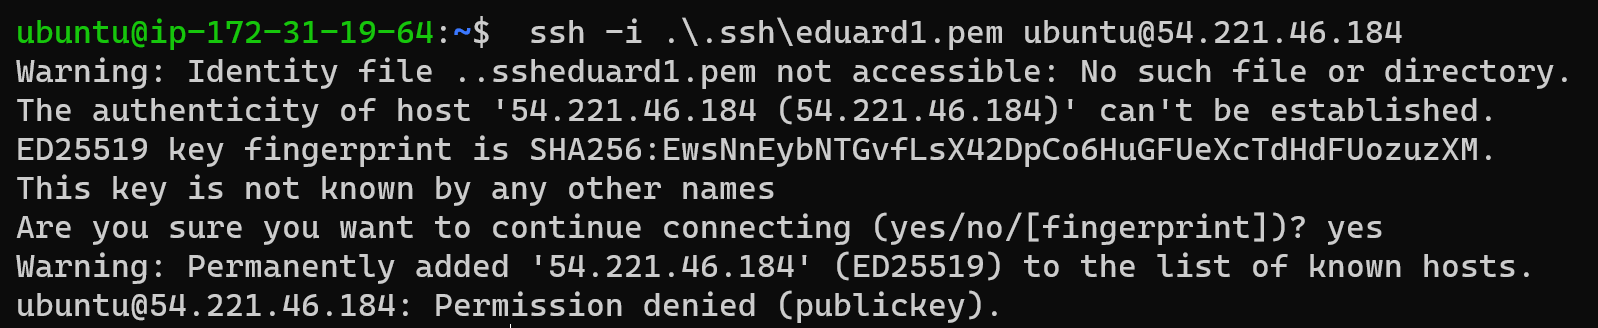 ubuntu@ip-172-31-19-64:~$  ssh -i .\.ssh\eduard1.pem ubuntu@54.221.46.184
Warning: Identity file ..ssheduard1.pem not accessible: No such file or directory.
The authenticity of host '54.221.46.184 (54.221.46.184)' can't be established.
ED25519 key fingerprint is SHA256:EwsNnEybNTGvfLsX42DpCo6HuGFUeXcTdHdFUozuzXM.
This key is not known by any other names
Are you sure you want to continue connecting (yes/no/[fingerprint])? yes
Warning: Permanently added '54.221.46.184' (ED25519) to the list of known hosts.
ubuntu@54.221.46.184: Permission denied (publickey).